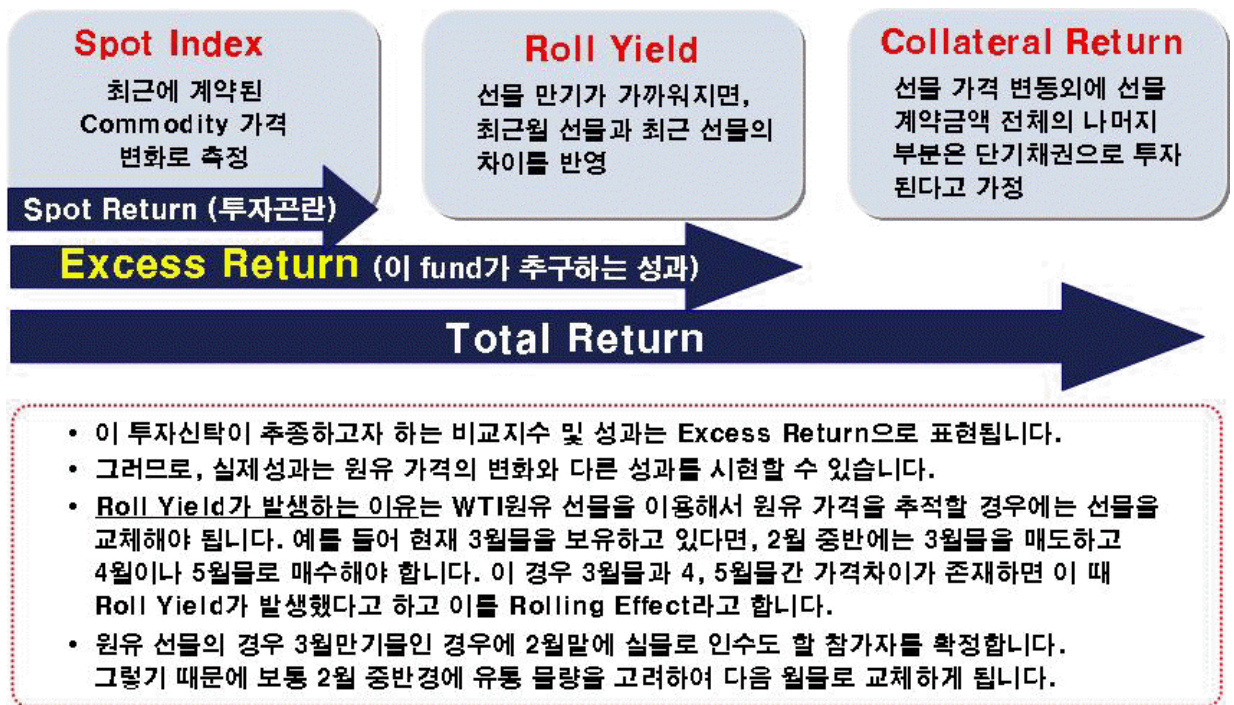 Spot Index
최근에 계약된
Commodity 가격
변화로 측정
Roll Yield
선물 만기가 가까워지면,
최근월 선물과 최근 선물의
차이를 반영
Collateral Return
선물 가격 변동외에 선물
계약금액 전체의 나머지
부분은 단기채권으로 투자
된다고 가정
Spot Return (투자곤란)
Excess Return (이 fund가 추구하는 성과)
Total Return
• 이 투자신탁이 추종하고자 하는 비교지수 및 성과는 Excess Return으로 표현됩니다.
• 그러므로, 실제성과는 원유 가격의 변화와 다른 성과를 시현할 수 있습니다.
• Roll Yield가 발생하는 이유는 WTI원유 선물을 이용해서 원유 가격을 추적할 경우에는 선물을
교체해야 됩니다. 예를 들어 현재 3월물을 보유하고 있다면, 2월 중반에는 3월물을 매도하고
4월이나 5월물로 매수해야 합니다. 이 경우 3월물과 4, 5월물간 가격차이가 존재하면 이 때
Roll Yield가 발생했다고 하고 이를 Rolling Effect라고 합니다.
• 원유 선물의 경우 3월만기물인 경우에 2월말에 실물로 인수도 할 참가자를 확정합니다.
그렇기 때문에 보통 2월 중반경에 유통 물량을 고려하여 다음 월물로 교체하게 됩니다.